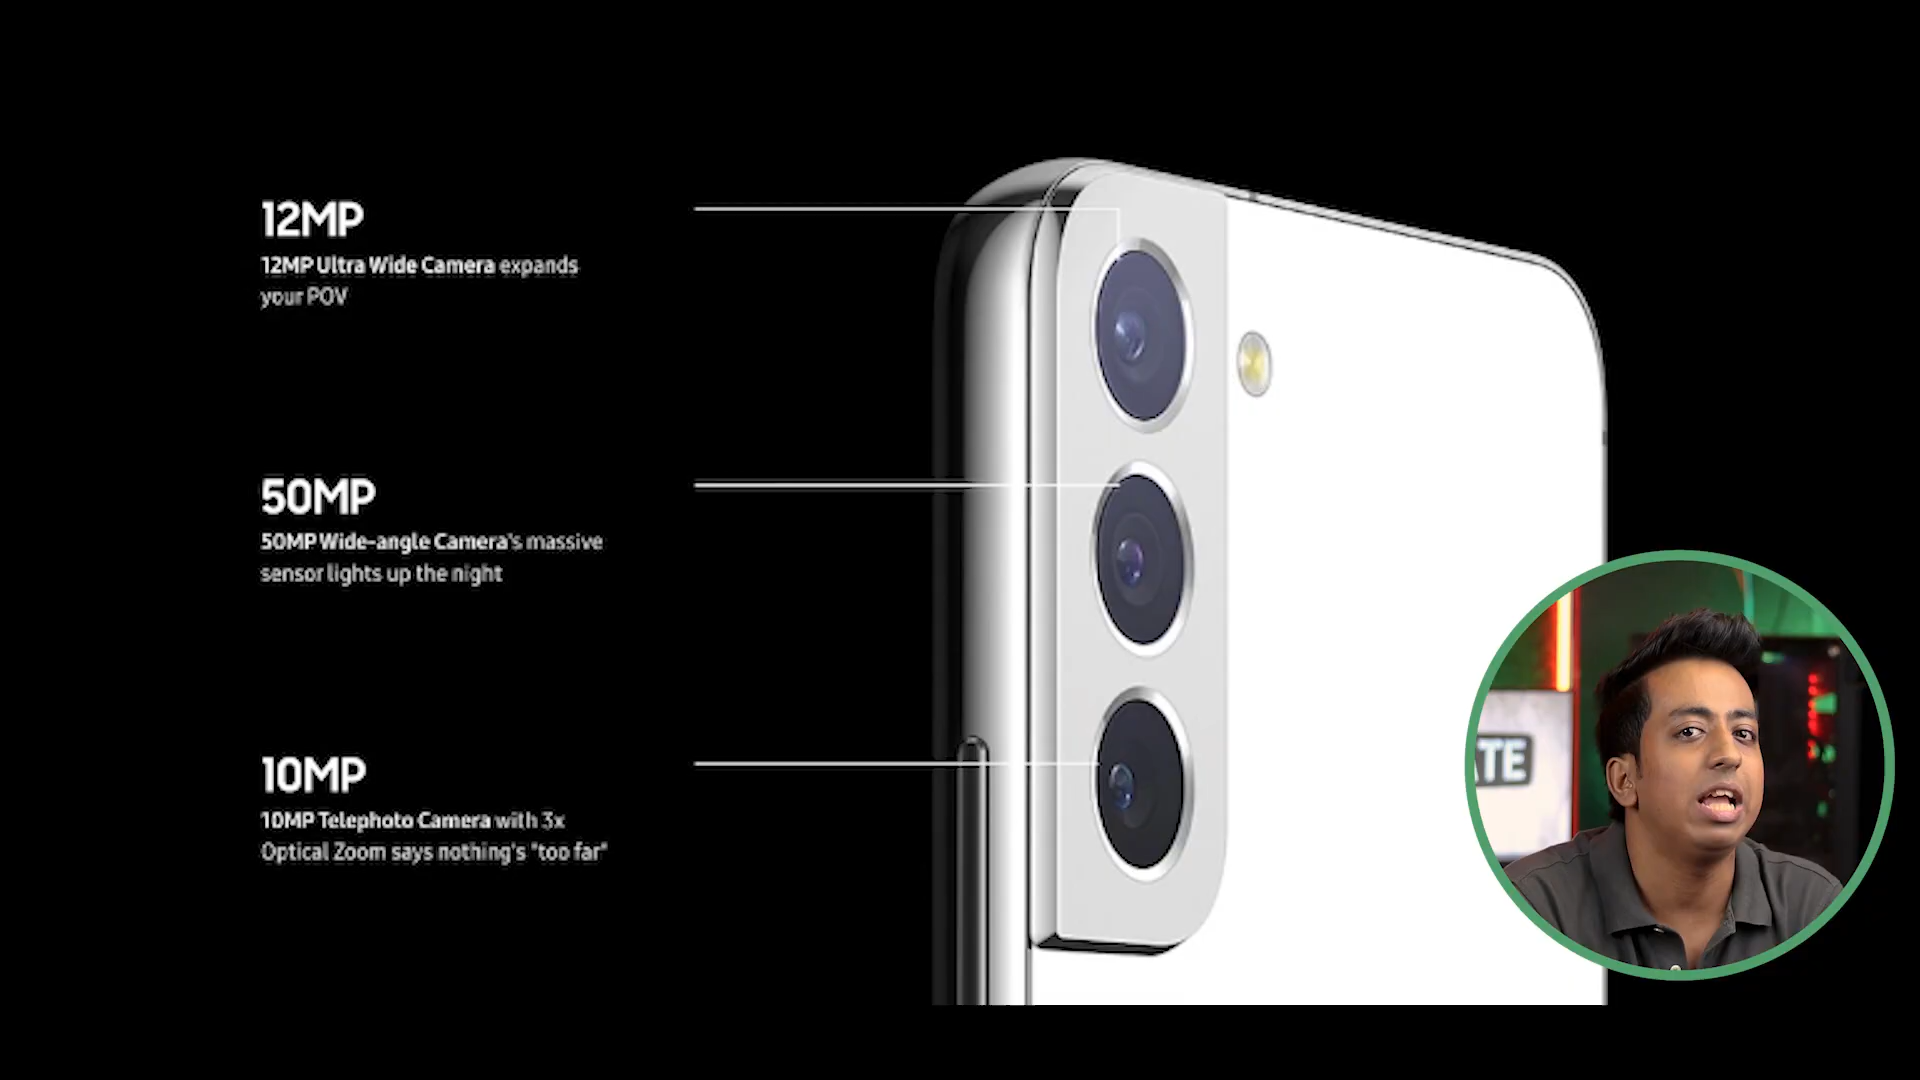 12MP
12MP Ultra Wide Camera expands
your POV
50MP
50MP Wide-angle Camera's massive
sensor lights up the night
10MP
10MP Telephoto Camera with 3x
Optical Zoom says nothing's "too far"
ATE